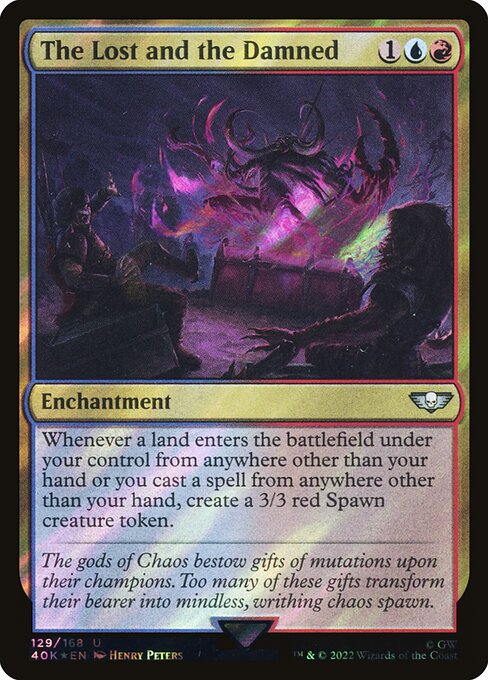 The Lost and the Damned 1
Enchantment
Whenever a land enters the battlefield under
your control from anywhere other than your
hand or you cast a spell from anywhere other
than your hand, create a 3/3 red Spawn
creature token.
The gods of Chaos bestow gifts of mutations upon
their champions. Too many of these gifts transform
their bearer into mindless, writhing chaos spawn.
129/168 U © GW
40K★EN Henry Peters ™ & © 2022 Wizards of the Coast